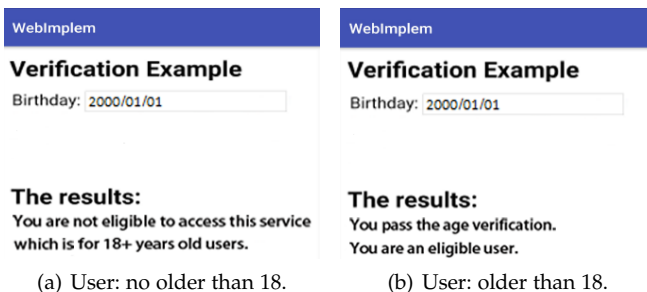 WebImplem
Verification Example
Birthday: 2000/01/01
The results:
You are not eligible to access this service
which is for 18+ years old users.
(a) User: no older than 18.
WebImplem
Verification Example
Birthday: 2000/01/01
The results:
You pass the age verification.
You are an eligible user.
(b) User: older than 18.